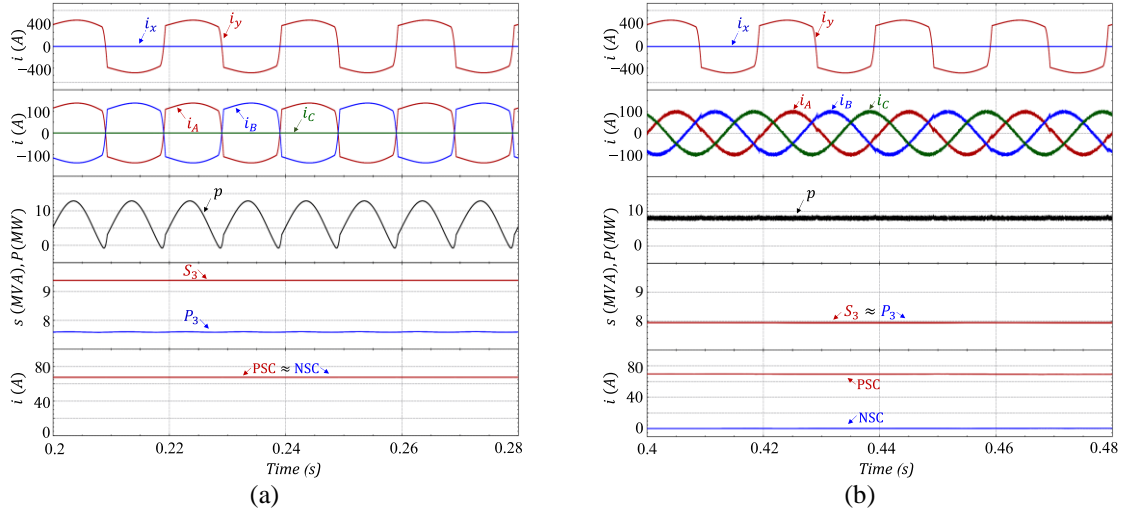 i (A)
400
0
−400
i_x
i_y
i (A)
100
0
−100
i_A
i_B
i_C
s (MVA), P(MW)
10
0
p
9
8
7
S_3
P_3
i (A)
80
40
0
PSC ≈ NSC
0.2 0.22 0.24 0.26 0.28
Time (s)
(a)
i (A)
400
0
−400
i_x
i_y
i (A)
100
0
−100
i_A
i_B
i_C
s (MVA), P(MW)
10
0
p
9
8
S_3 ≈ P_3
i (A)
80
40
0
PSC
NSC
0.4 0.42 0.44 0.46 0.48
Time (s)
(b)